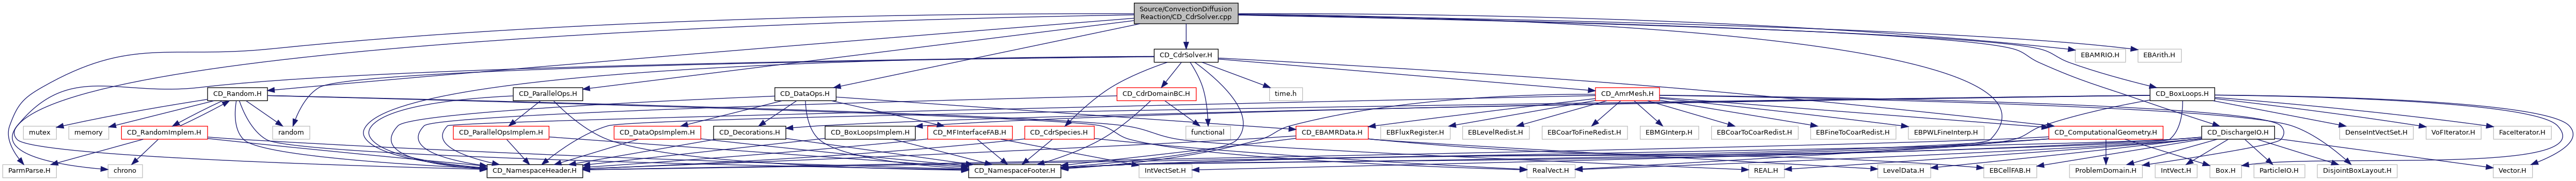 Source/ConvectionDiffusion
Reaction/CD_CdrSolver.cpp
CD_CdrSolver.H
EBAMRIO.H
EBArith.H
CD_Random.H
CD_ParallelOps.H
CD_DataOps.H
CD_CdrDomainBC.H
time.h
CD_AmrMesh.H
CD_BoxLoops.H
mutex
memory
CD_RandomImplem.H
random
CD_ParallelOpsImplem.H
CD_DataOpsImplem.H
CD_Decorations.H
CD_BoxLoopsImplem.H
CD_MFInterfaceFAB.H
CD_CdrSpecies.H
functional
CD_EBAMRData.H
EBFluxRegister.H
EBLevelRedist.H
EBCoarToFineRedist.H
EBMGInterp.H
EBCoarToCoarRedist.H
EBFineToCoarRedist.H
EBPWLFineInterp.H
CD_ComputationalGeometry.H
CD_DischargeIO.H
DenseIntVectSet.H
VoFIterator.H
FaceIterator.H
ParmParse.H
chrono
CD_NamespaceHeader.H
CD_NamespaceFooter.H
IntVectSet.H
RealVect.H
REAL.H
LevelData.H
EBCellFAB.H
ProblemDomain.H
IntVect.H
Box.H
ParticleIO.H
DisjointBoxLayout.H
Vector.H